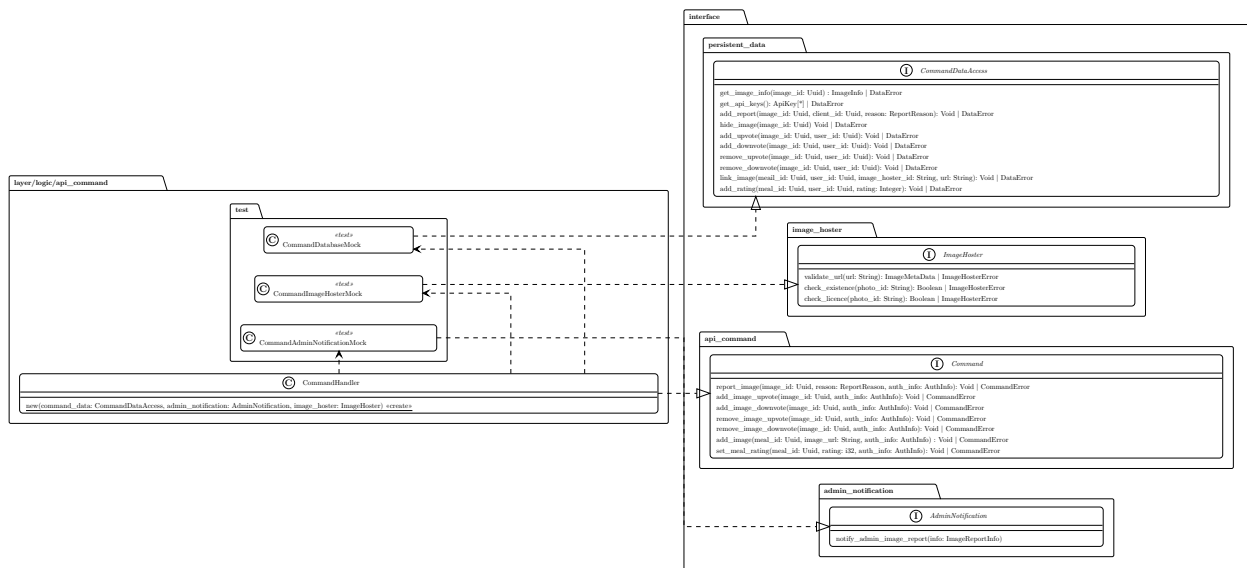 interface
persistent_data
I CommandDataAccess
get_image_info(image_id: Uuid) : ImageInfo | DataError
get_api_keys(): ApiKey[*] | DataError
add_report(image_id: Uuid, client_id: Uuid, reason: ReportReason): Void | DataError
hide_image(image_id: Uuid) Void | DataError
add_upvote(image_id: Uuid, user_id: Uuid): Void | DataError
add_downvote(image_id: Uuid, user_id: Uuid): Void | DataError
remove_upvote(image_id: Uuid, user_id: Uuid): Void | DataError
remove_downvote(image_id: Uuid, user_id: Uuid): Void | DataError
link_image(meail_id: Uuid, user_id: Uuid, image_hoster_id: String, url: String): Void | DataError
add_rating(meal_id: Uuid, user_id: Uuid, rating: Integer): Void | DataError
layer/logic/api_command
test
C «test» CommandDatabaseMock
C «test» CommandImageHosterMock
C «test» CommandAdminNotificationMock
C CommandHandler
new(command_data: CommandDataAccess, admin_notification: AdminNotification, image_hoster: ImageHoster) «create»
image_hoster
I ImageHoster
validate_url(url: String): ImageMetaData | ImageHosterError
check_existence(photo_id: String): Boolean | ImageHosterError
check_licence(photo_id: String): Boolean | ImageHosterError
api_command
I Command
report_image(image_id: Uuid, reason: ReportReason, auth_info: AuthInfo): Void | CommandError
add_image_upvote(image_id: Uuid, auth_info: AuthInfo): Void | CommandError
add_image_downvote(image_id: Uuid, auth_info: AuthInfo): Void | CommandError
remove_image_upvote(image_id: Uuid, auth_info: AuthInfo): Void | CommandError
remove_image_downvote(image_id: Uuid, auth_info: AuthInfo): Void | CommandError
add_image(meal_id: Uuid, image_url: String, auth_info: AuthInfo) : Void | CommandError
set_meal_rating(meal_id: Uuid, rating: i32, auth_info: AuthInfo): Void | CommandError
admin_notification
I AdminNotification
notify_admin_image_report(info: ImageReportInfo)